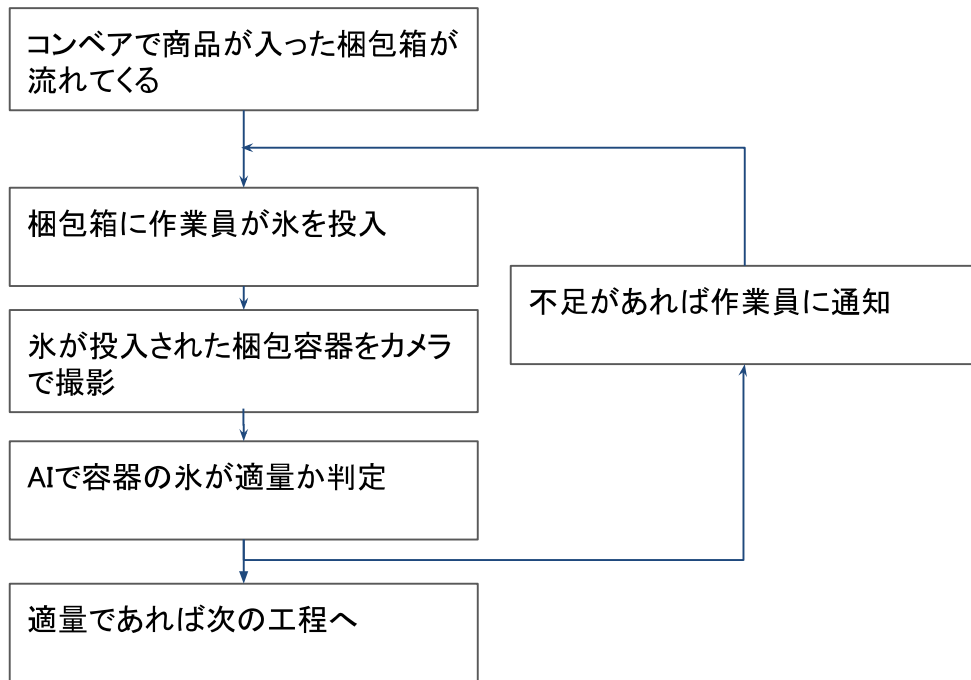 コンベアで商品が入った梱包箱が
流れてくる
梱包箱に作業員が氷を投入
不足があれば作業員に通知
氷が投入された梱包容器をカメラ
で撮影
AIで容器の氷が適量か判定
適量であれば次の工程へ